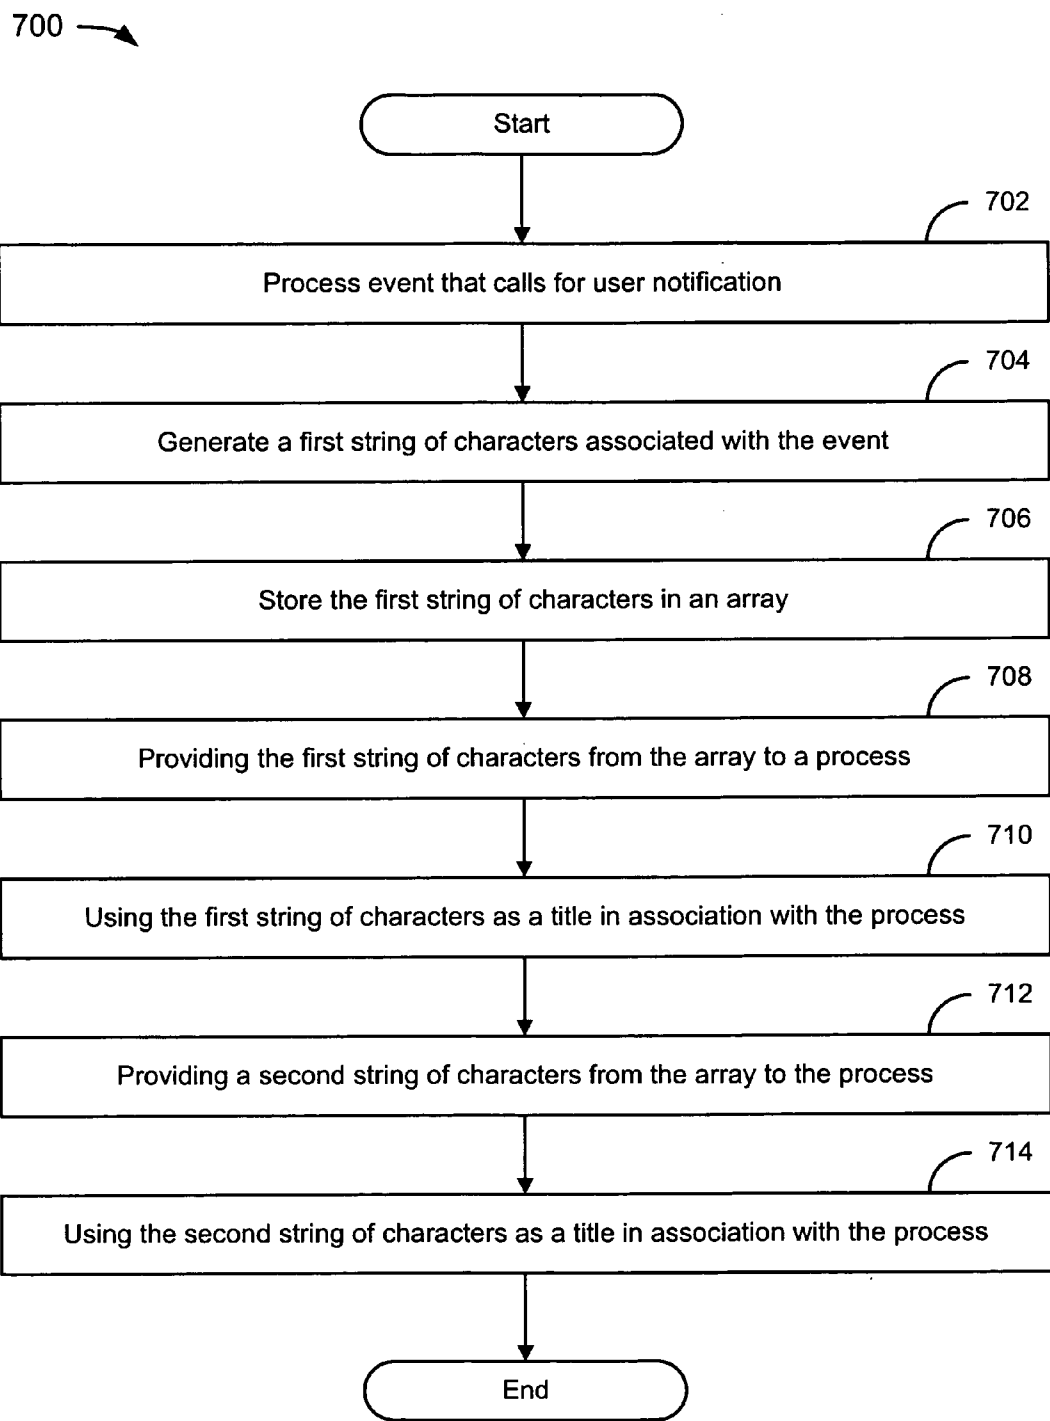 700
Start
702
Process event that calls for user notification
704
Generate a first string of characters associated with the event
706
Store the first string of characters in an array
708
Providing the first string of characters from the array to a process
710
Using the first string of characters as a title in association with the process
712
Providing a second string of characters from the array to the process
714
Using the second string of characters as a title in association with the process
End